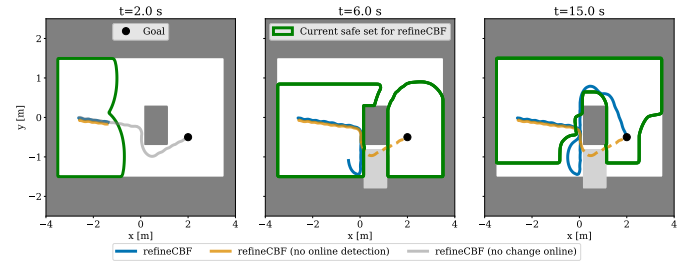 t=2.0 s
t=6.0 s
t=15.0 s
Goal
Current safe set for refineCBF
y [m]
2
1
0
−1
−2
−4
−2
0
2
4
−4
−2
0
2
4
−4
−2
0
2
4
x [m]
x [m]
x [m]
refineCBF
refineCBF (no online detection)
refineCBF (no change online)